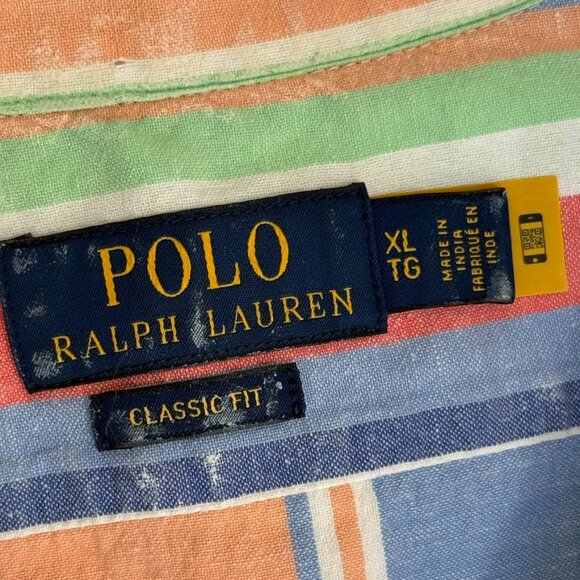 POLO
RALPH LAUREN
XL
TG
MADE IN
INDIA
FABRIQUÉ EN
INDE
CLASSIC FIT